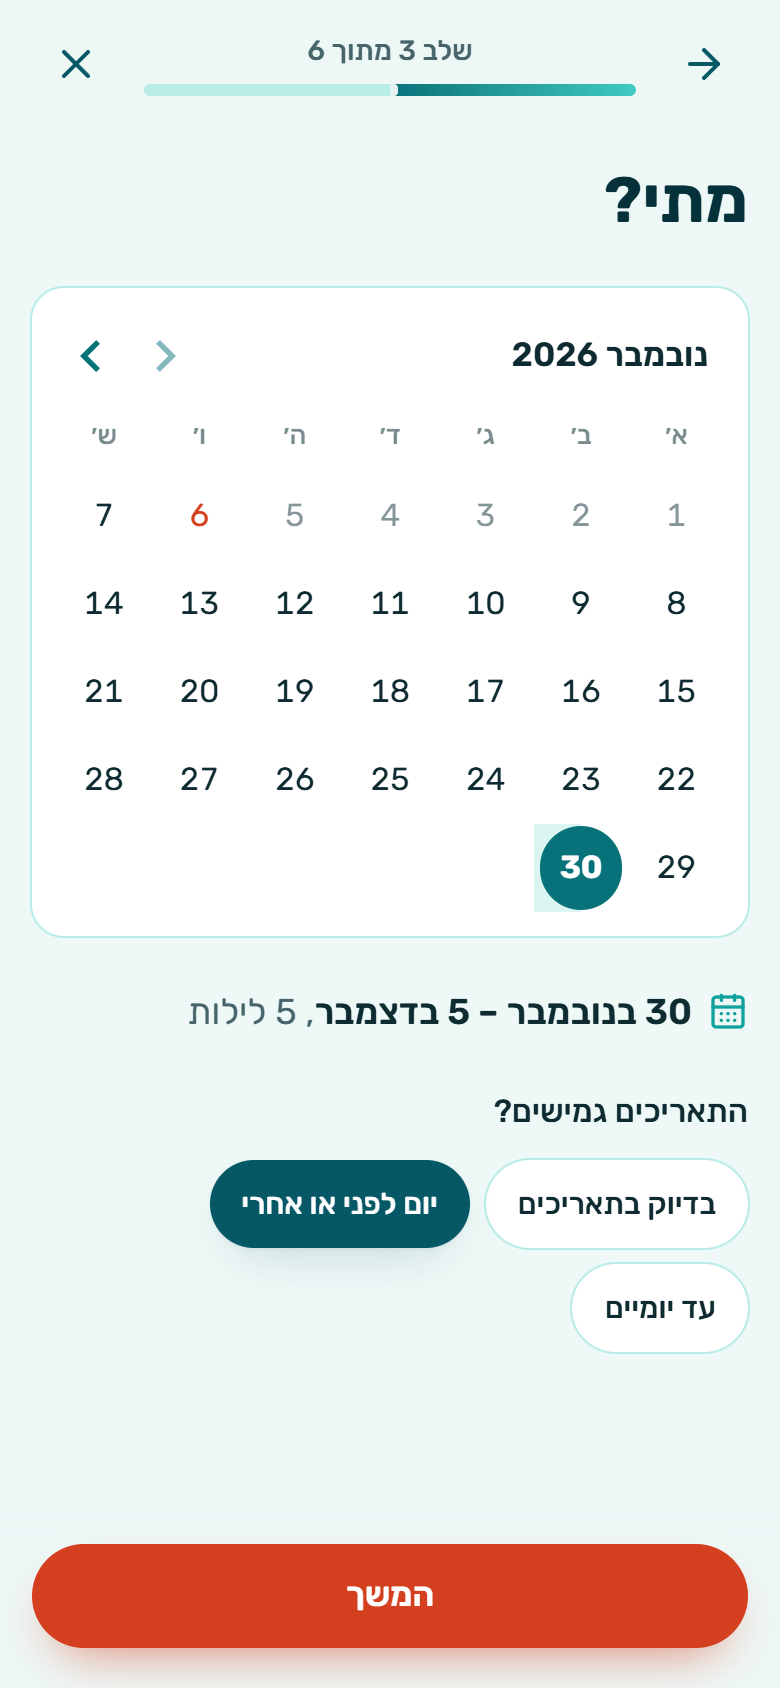 שלב 3 מתוך 6
מתי?
נובמבר 2026
א׳ ב׳ ג׳ ד׳ ה׳ ו׳ ש׳
1 2 3 4 5 6 7
8 9 10 11 12 13 14
15 16 17 18 19 20 21
22 23 24 25 26 27 28
29 30
30 בנובמבר – 5 בדצמבר, 5 לילות
התאריכים גמישים?
בדיוק בתאריכים
יום לפני או אחרי
עד יומיים
המשך